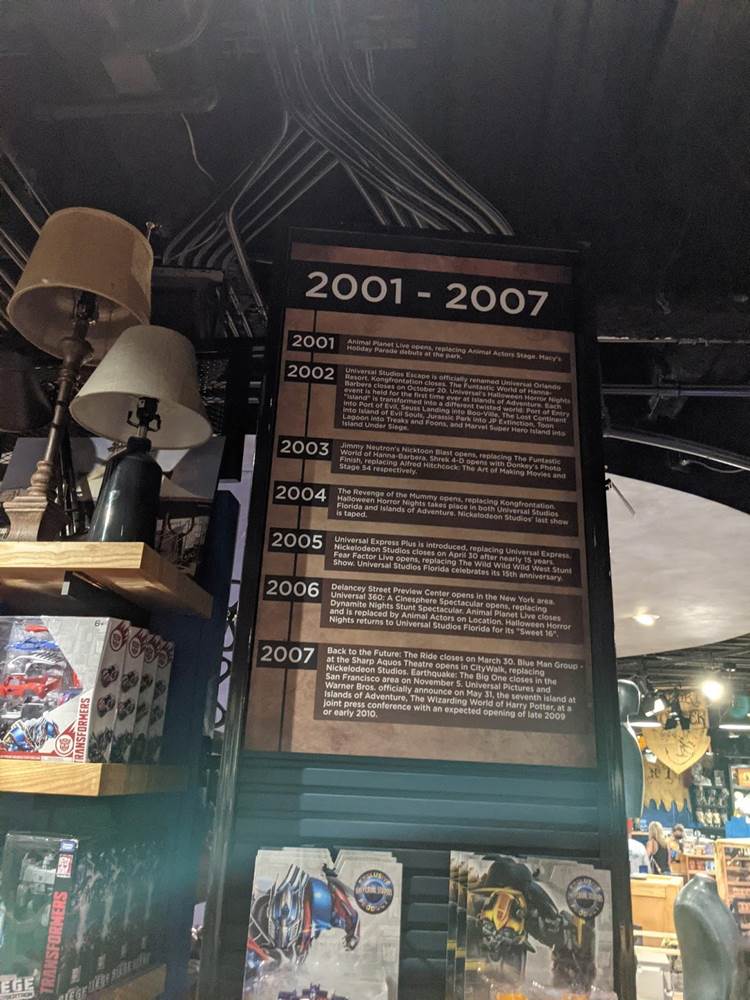 2001 - 2007
2001
Animal Planet Live opens, replacing Animal Actors Stage. Macy's
Holiday Parade debuts at the park.
2002
Universal Studios Escape is officially renamed Universal Orlando
Resort. Kongfrontation closes. The Funtastic World of Hanna-
Barbera closes on October 20. Universal's Halloween Horror Nights
event is held for the first time ever at Islands of Adventure. Each
"island" is transformed into a different twisted world: Port of Entry
into Port of Evil, Seuss Landing into Boo-Ville, The Lost Continent
into Island of Evil Souls, Jurassic Park into JP Extinction, Toon
Lagoon into Treaks and Foons, and Marvel Super Hero Island into
Island Under Siege.
2003
Jimmy Neutron's Nicktoon Blast opens, replacing The Funtastic
World of Hanna-Barbera. Shrek 4-D opens with Donkey's Photo
Finish, replacing Alfred Hitchcock: The Art of Making Movies and
Stage 54 respectively.
2004
The Revenge of the Mummy opens, replacing Kongfrontation.
Halloween Horror Nights takes place in both Universal Studios
Florida and Islands of Adventure. Nickelodeon Studios' last show
is taped.
2005
Universal Express Plus is introduced, replacing Universal Express.
Nickelodeon Studios closes on April 30 after nearly 15 years.
Fear Factor Live opens, replacing The Wild Wild Wild West Stunt
Show. Universal Studios Florida celebrates its 15th anniversary.
2006
Delancey Street Preview Center opens in the New York area.
Universal 360: A Cinesphere Spectacular opens, replacing
Dynamite Nights Stunt Spectacular. Animal Planet Live closes
and is replaced by Animal Actors on Location. Halloween Horror
Nights returns to Universal Studios Florida for its "Sweet 16".
2007
Back to the Future: The Ride closes on March 30. Blue Man Group
at the Sharp Aquos Theatre opens in CityWalk, replacing
Nickelodeon Studios. Earthquake: The Big One closes in the
San Francisco area on November 5. Universal Pictures and
Warner Bros. officially announce on May 31, the seventh island at
Islands of Adventure, The Wizarding World of Harry Potter, at a
joint press conference with an expected opening of late 2009
or early 2010.
6+
TRANSFORMERS
TRANSFORMERS
SIEGE